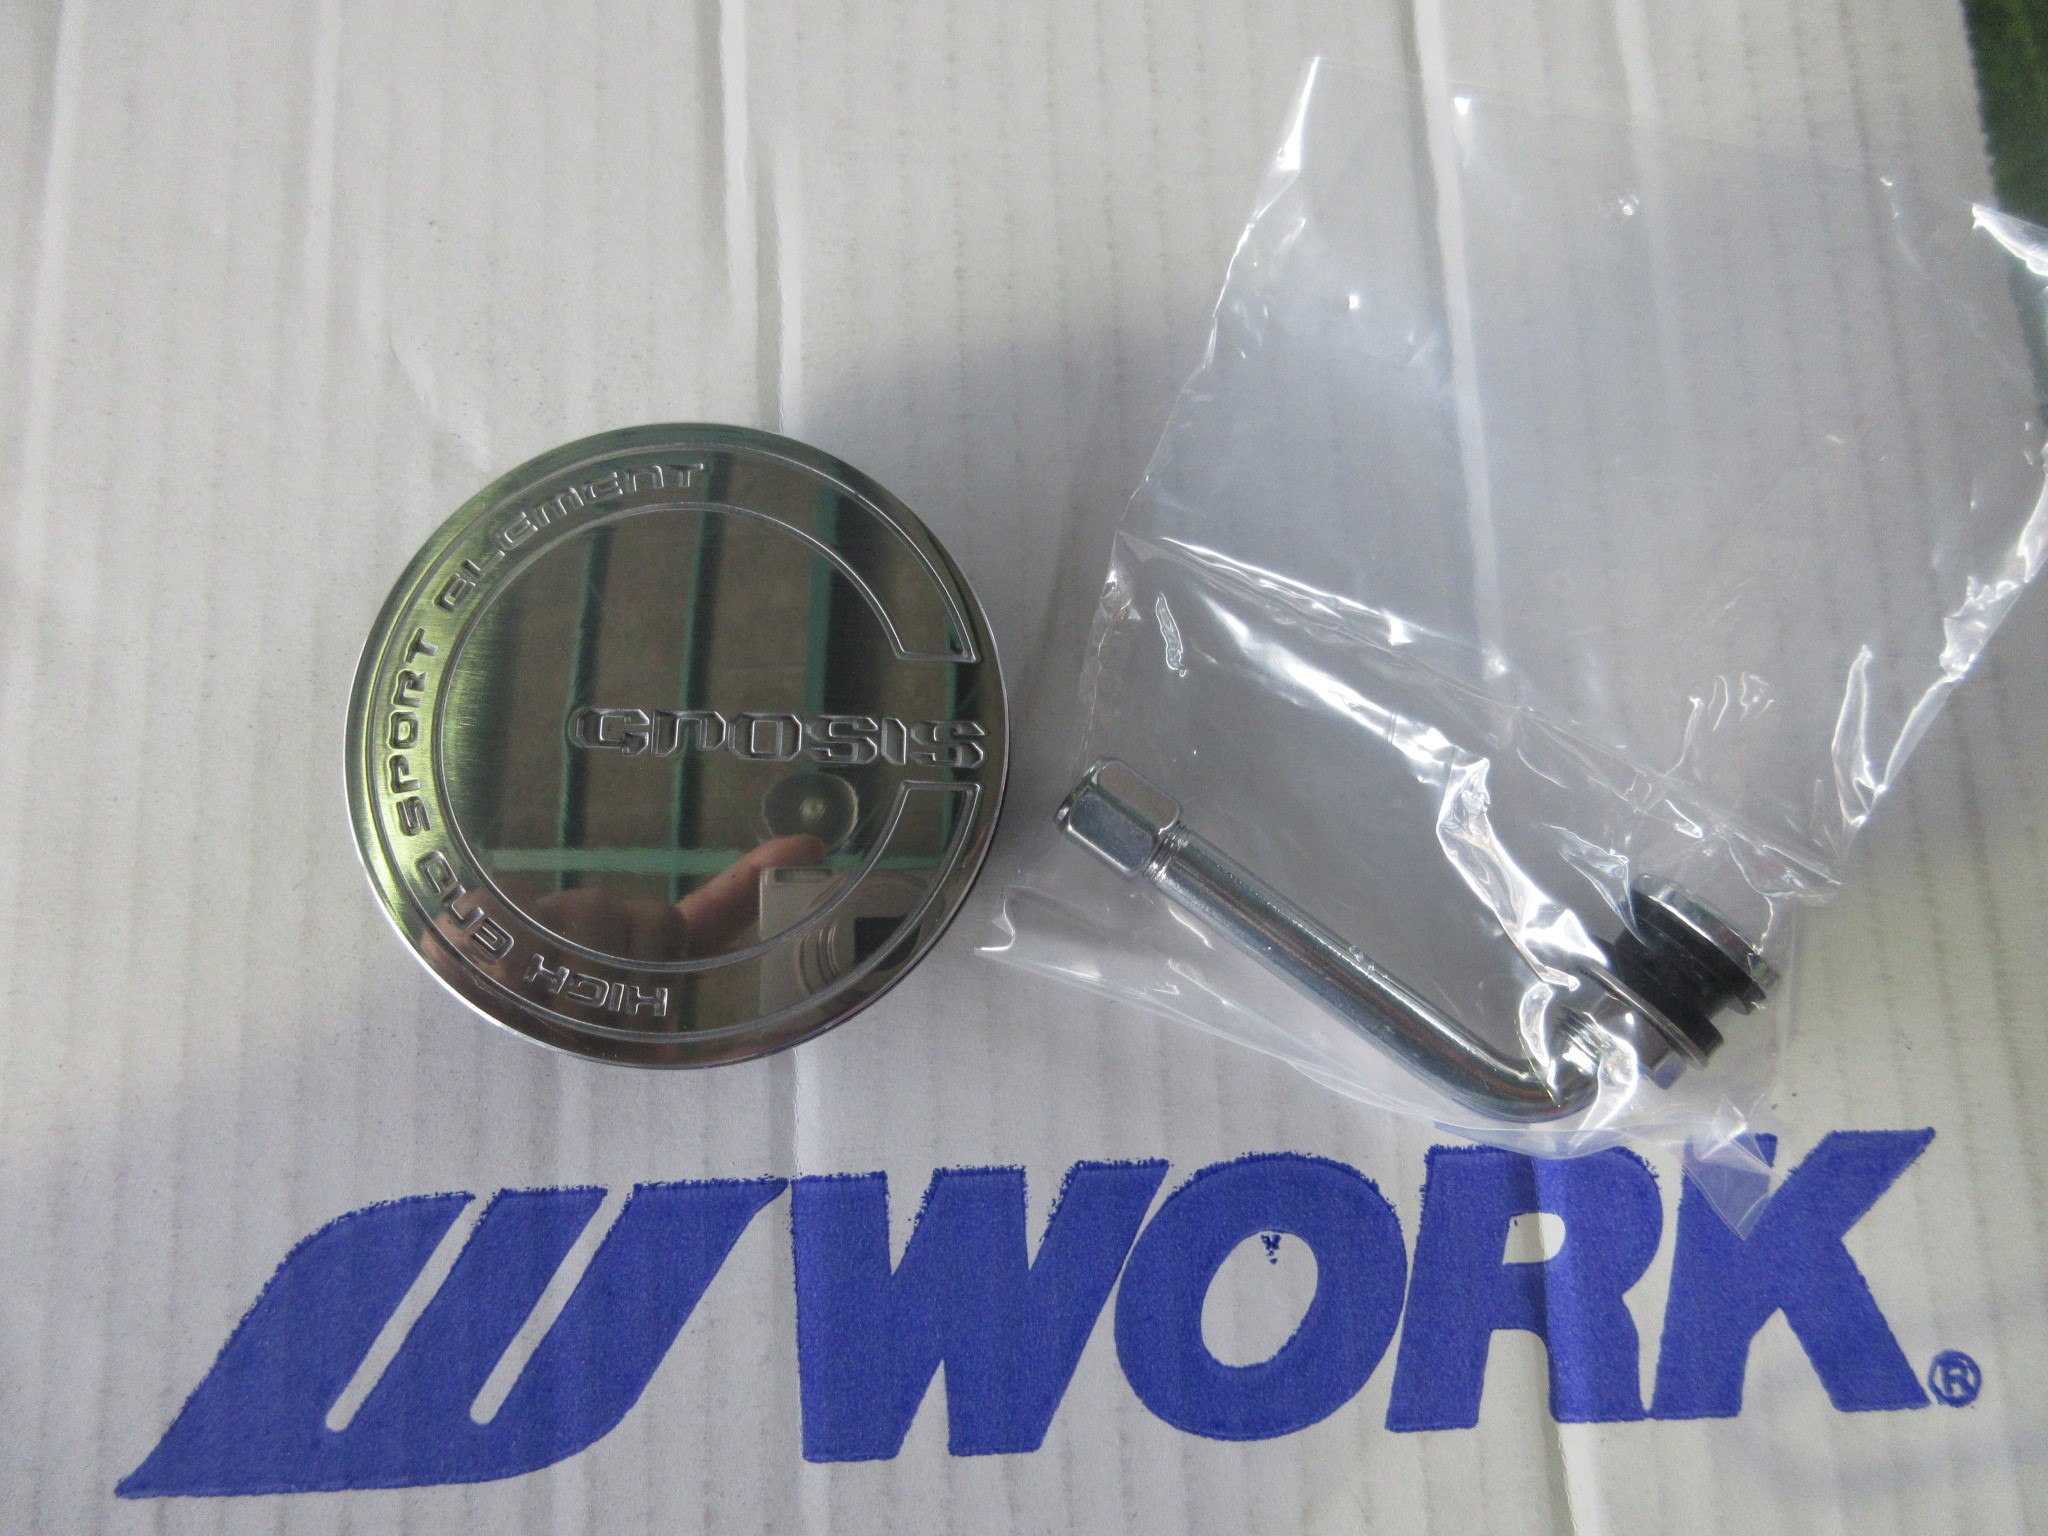 HIGH END SPORT ELEMENT
GNOSIS
WORK®